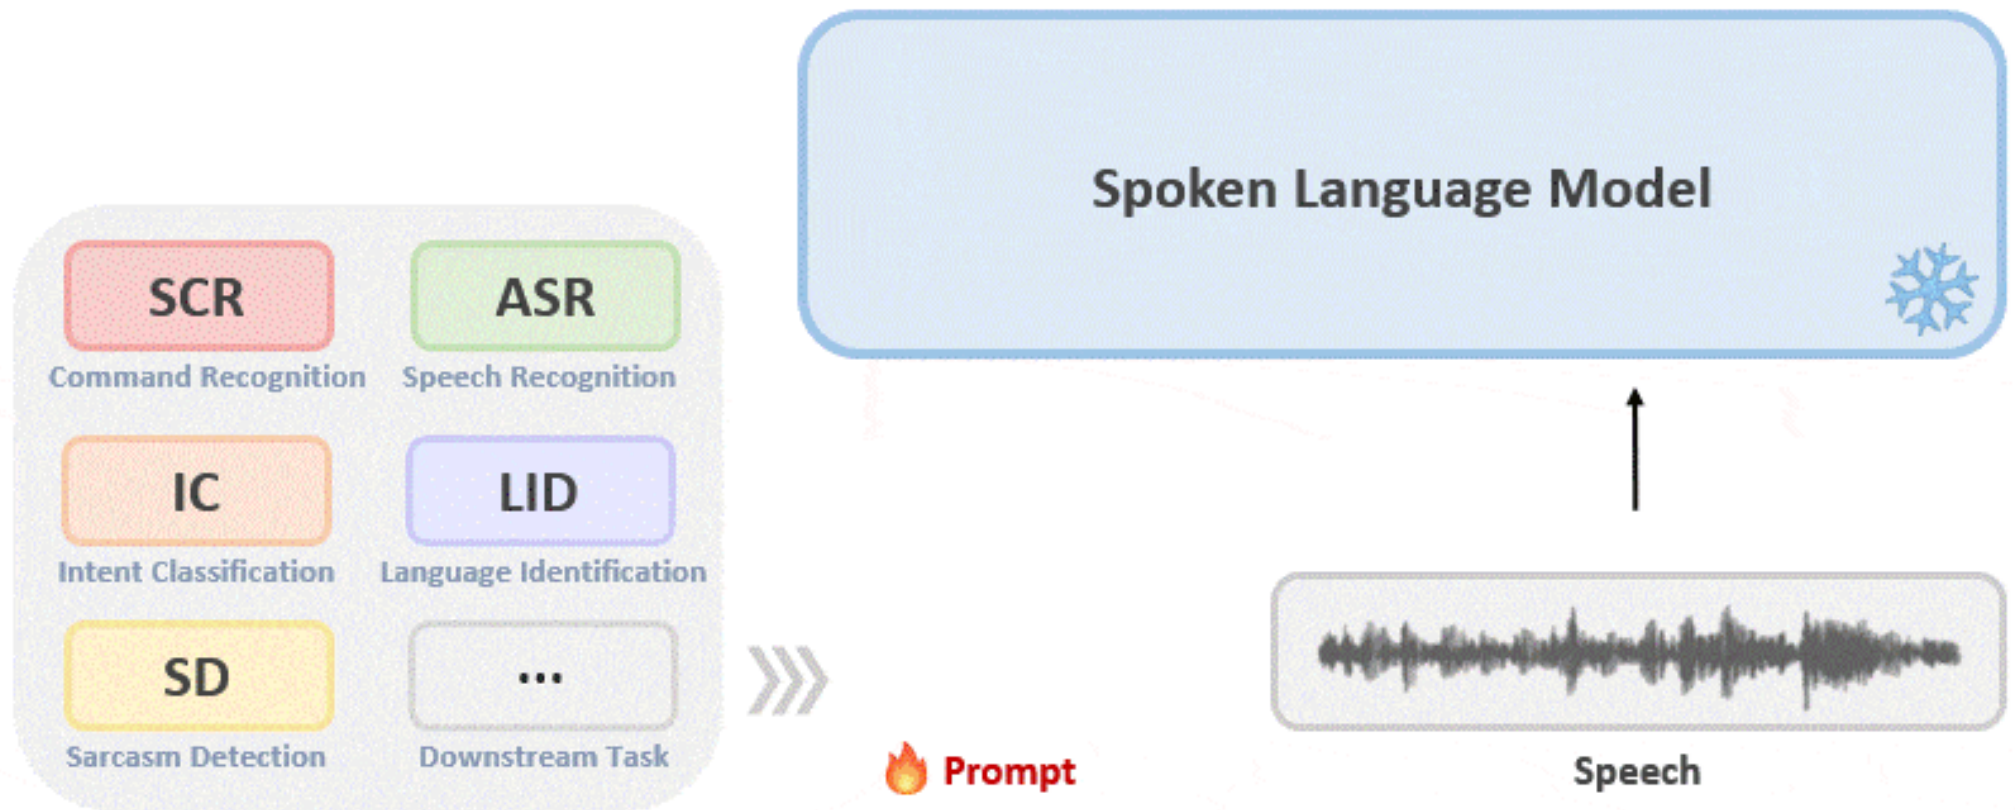 Spoken Language Model
SCR
ASR
Command Recognition
Speech Recognition
IC
LID
Intent Classification
Language Identification
SD
...
Sarcasm Detection
Downstream Task
Prompt
Speech